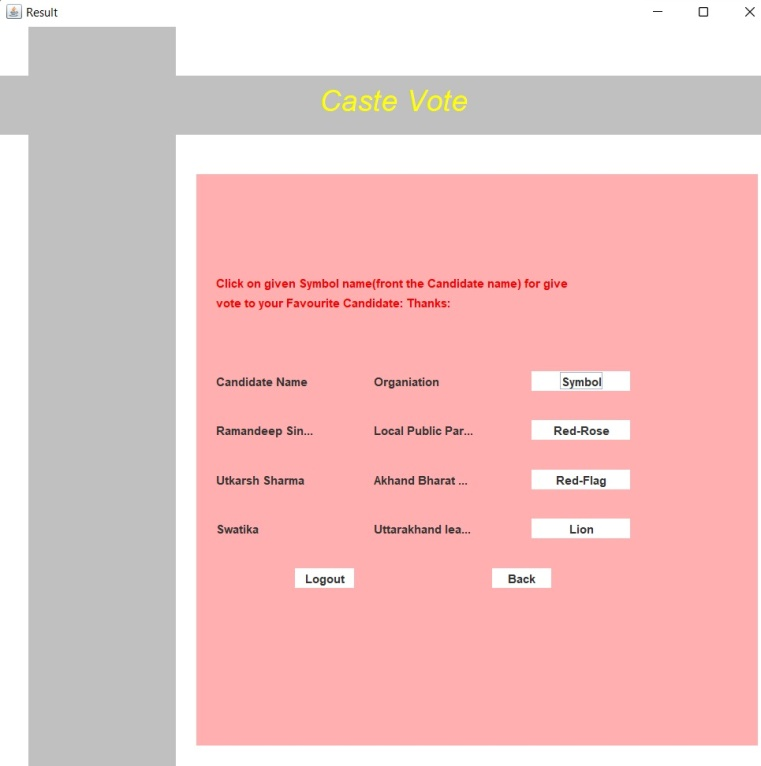 Result
Caste Vote
Click on given Symbol name(front the Candidate name) for give
vote to your Favourite Candidate: Thanks:
Candidate Name Organiation Symbol
Ramandeep Sin... Local Public Par... Red-Rose
Utkarsh Sharma Akhand Bharat ... Red-Flag
Swatika Uttarakhand lea... Lion
Logout Back